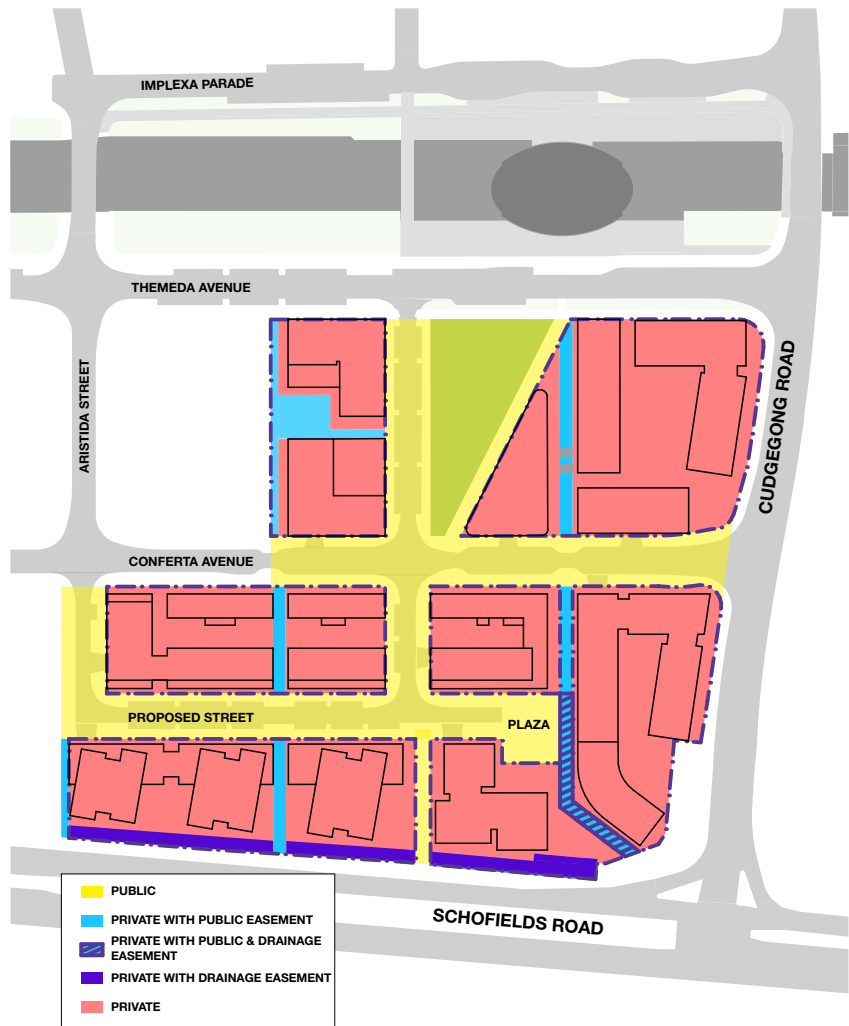 IMPLEXA PARADE
THEMEDA AVENUE
ARISTIDA STREET
CUDGEGONG ROAD
CONFERTA AVENUE
PROPOSED STREET
PLAZA
SCHOFIELDS ROAD
PUBLIC
PRIVATE WITH PUBLIC EASEMENT
PRIVATE WITH PUBLIC & DRAINAGE
EASEMENT
PRIVATE WITH DRAINAGE EASEMENT
PRIVATE